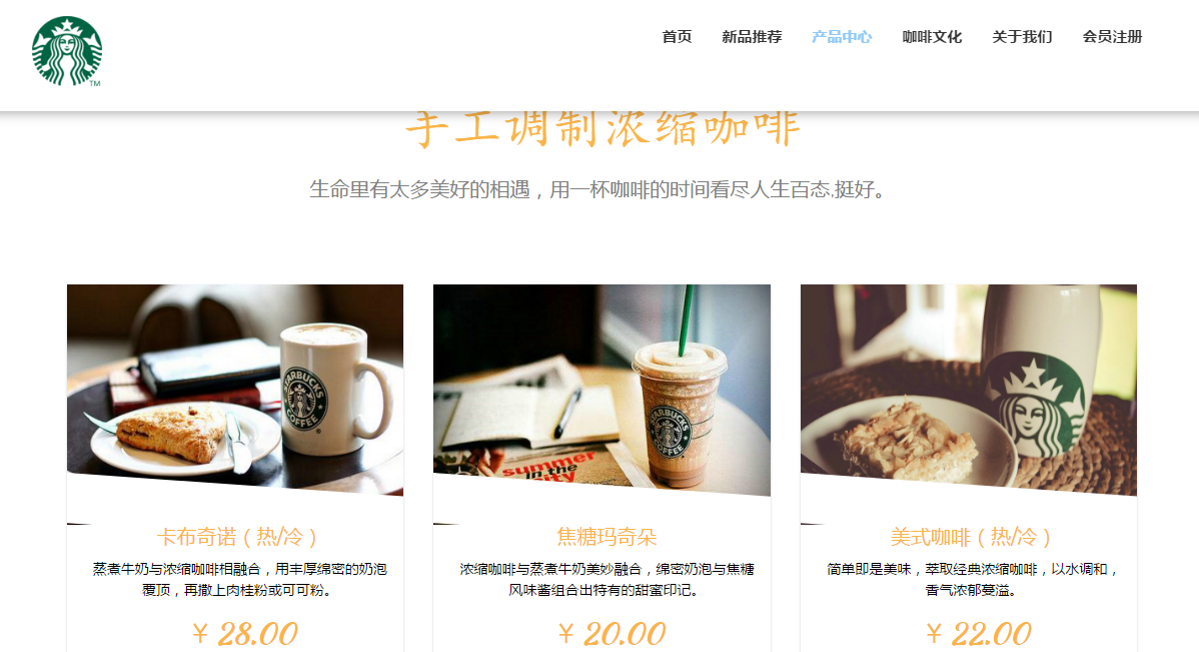 TM
首页 新品推荐 产品中心 咖啡文化 关于我们 会员注册
手工调制浓缩咖啡
生命里有太多美好的相遇，用一杯咖啡的时间看尽人生百态.挺好。
STARBUCKS
COFFEE
STARBUCKS
COFFEE
summer
in the
city
卡布奇诺（热/冷）
蒸煮牛奶与浓缩咖啡相融合，用丰厚绵密的奶泡
覆顶，再撒上肉桂粉或可可粉。
￥28.00
焦糖玛奇朵
浓缩咖啡与蒸煮牛奶美妙融合，绵密奶泡与焦糖
风味酱组合出特有的甜蜜印记。
￥20.00
美式咖啡（热/冷）
简单即是美味，萃取经典浓缩咖啡，以水调和，
香气浓郁蔓溢。
￥22.00